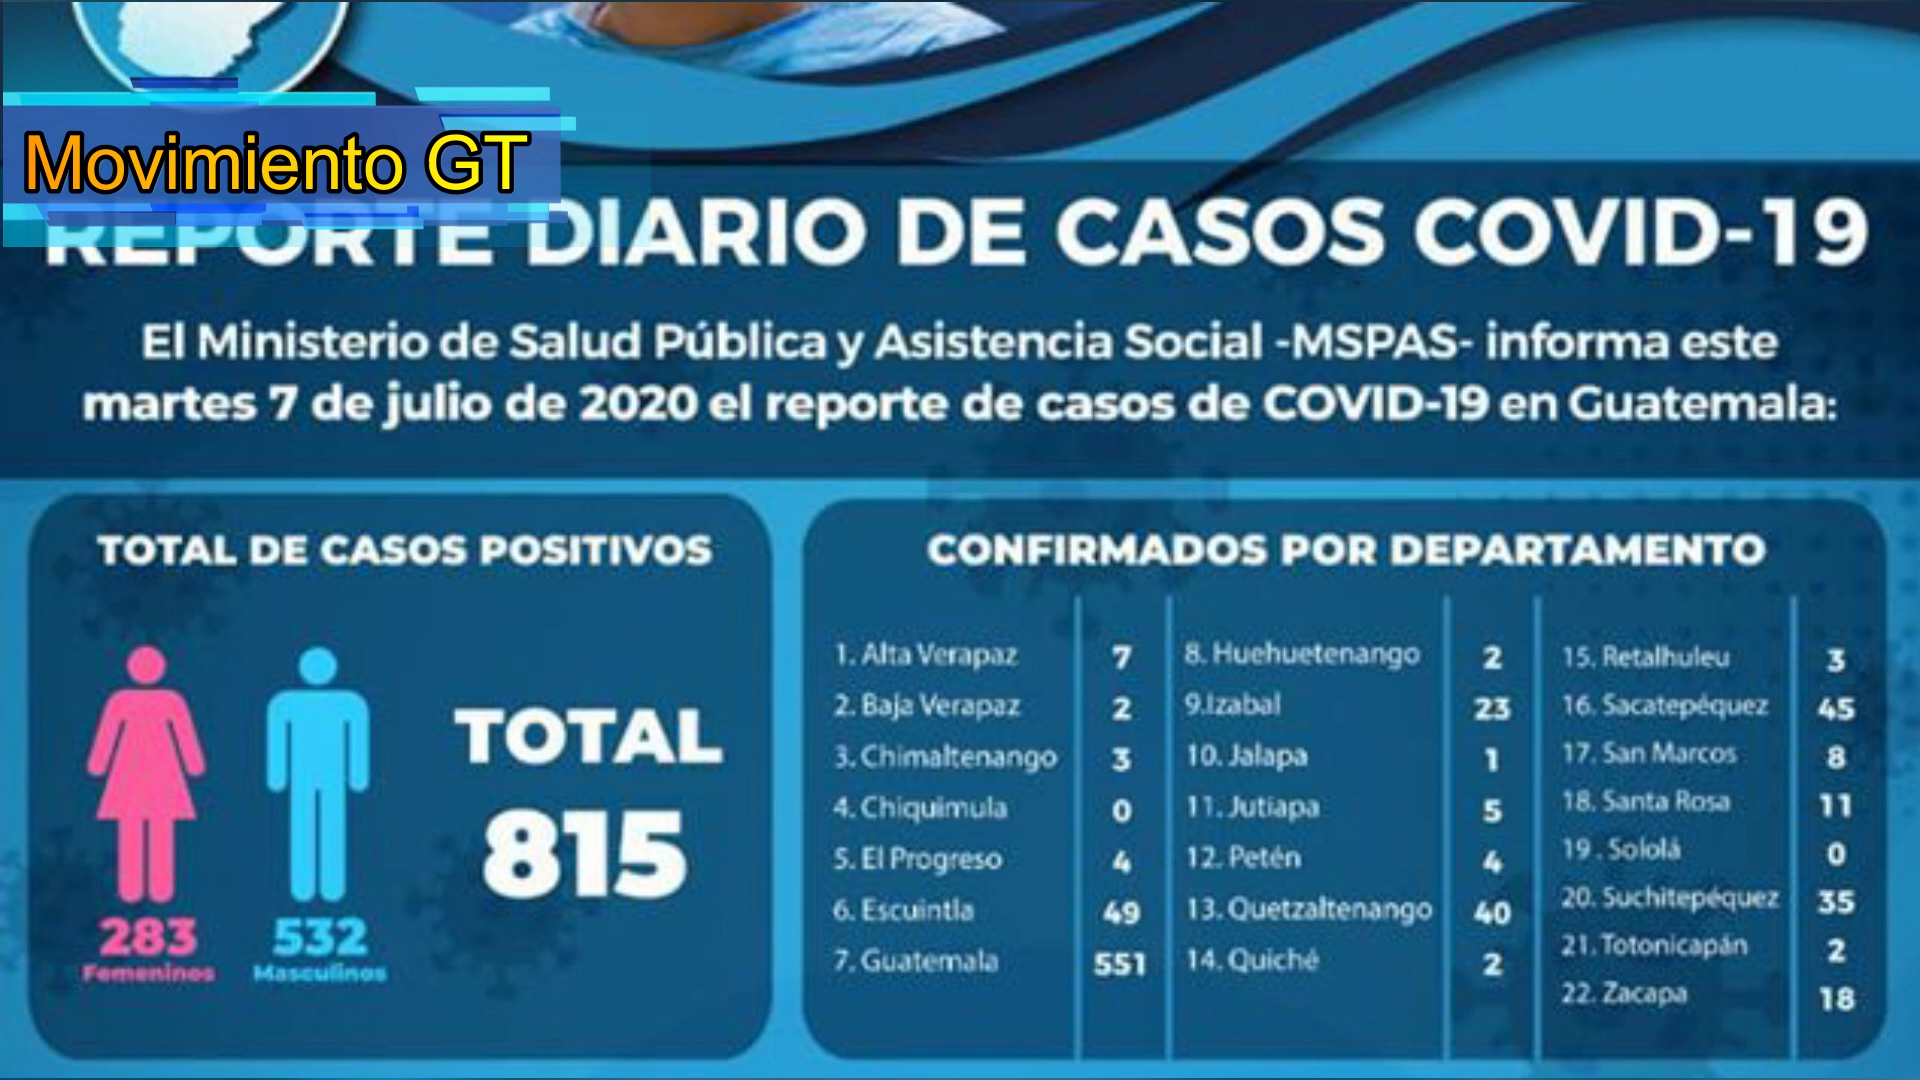 Movimiento GT
REPORTE DIARIO DE CASOS COVID-19
El Ministerio de Salud Pública y Asistencia Social -MSPAS- informa este
martes 7 de julio de 2020 el reporte de casos de COVID-19 en Guatemala:
TOTAL DE CASOS POSITIVOS
TOTAL
815
283
Femeninos
532
Masculinos
CONFIRMADOS POR DEPARTAMENTO
1. Alta Verapaz 7
2. Baja Verapaz 2
3. Chimaltenango 3
4. Chiquimula 0
5. El Progreso 4
6. Escuintla 49
7. Guatemala 551
8. Huehuetenango 2
9.Izabal 23
10. Jalapa 1
11. Jutiapa 5
12. Petén 4
13. Quetzaltenango 40
14. Quiché 2
15. Retalhuleu 3
16. Sacatepéquez 45
17. San Marcos 8
18. Santa Rosa 11
19 . Sololá 0
20. Suchitepéquez 35
21. Totonicapán 2
22. Zacapa 18